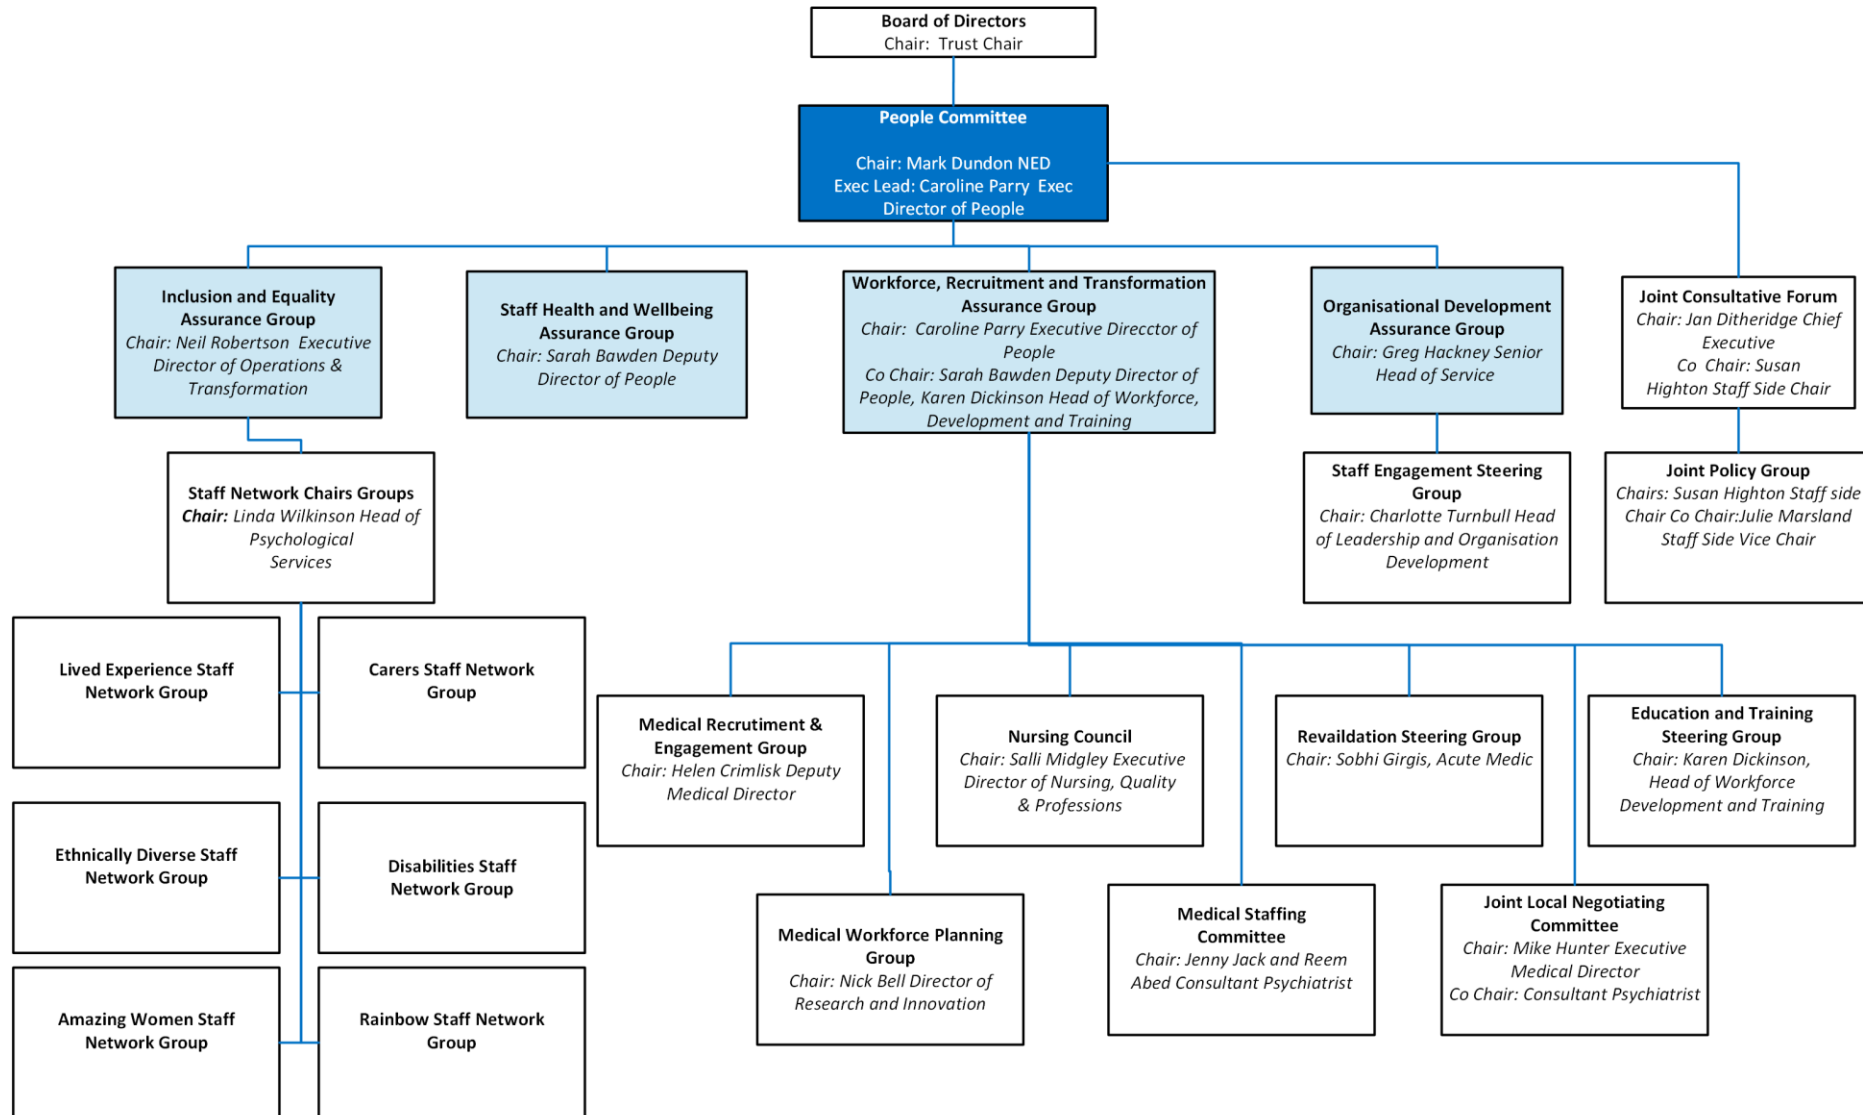 Board of Directors
Chair:  Trust Chair
People Committee
Chair: Mark Dundon NED
Exec Lead: Caroline Parry  Exec
Director of People
Inclusion and Equality
Assurance Group
Chair: Neil Robertson  Executive
Director of Operations &
Transformation
Staff Health and Wellbeing
Assurance Group
Chair: Sarah Bawden Deputy
Director of People
Workforce, Recruitment and Transformation
Assurance Group
Chair:  Caroline Parry Executive Direcctor of
People
Co Chair: Sarah Bawden Deputy Director of
People, Karen Dickinson Head of Workforce,
Development and Training
Organisational Development
Assurance Group
Chair: Greg Hackney Senior
Head of Service
Joint Consultative Forum
Chair: Jan Ditheridge Chief
Executive
Co  Chair: Susan
Highton Staff Side Chair
Staff Network Chairs Groups
Chair: Linda Wilkinson Head of
Psychological
Services
Staff Engagement Steering
Group
Chair: Charlotte Turnbull Head
of Leadership and Organisation
Development
Joint Policy Group
Chairs: Susan Highton Staff side
Chair Co Chair:Julie Marsland
Staff Side Vice Chair
Lived Experience Staff
Network Group
Carers Staff Network
Group
Ethnically Diverse Staff
Network Group
Disabilities Staff
Network Group
Amazing Women Staff
Network Group
Rainbow Staff Network
Group
Medical Recrutiment &
Engagement Group
Chair: Helen Crimlisk Deputy
Medical Director
Nursing Council
Chair: Salli Midgley Executive
Director of Nursing, Quality
& Professions
Revaildation Steering Group
Chair: Sobhi Girgis, Acute Medic
Education and Training
Steering Group
Chair: Karen Dickinson,
Head of Workforce
Development and Training
Medical Workforce Planning
Group
Chair: Nick Bell Director of
Research and Innovation
Medical Staffing
Committee
Chair: Jenny Jack and Reem
Abed Consultant Psychiatrist
Joint Local Negotiating
Committee
Chair: Mike Hunter Executive
Medical Director
Co Chair: Consultant Psychiatrist